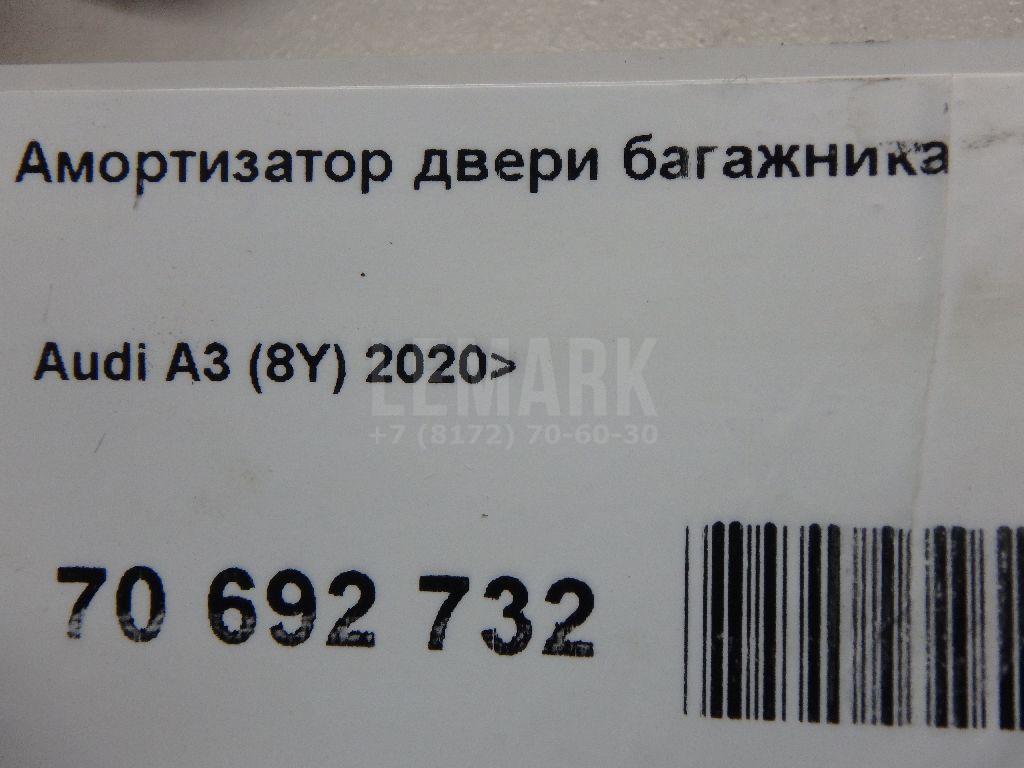 Амортизатор двери багажника
Audi A3 (8Y) 2020>
LEMARK
+7 (8172) 70-60-30
70 692 732